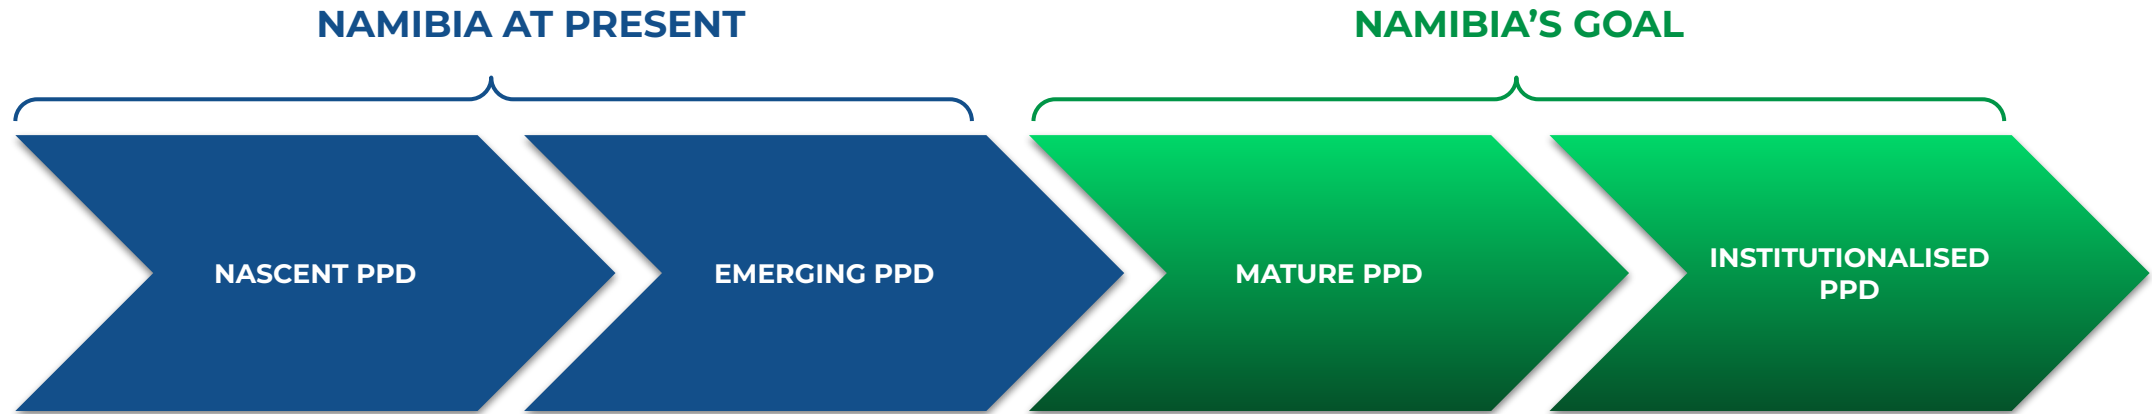 NAMIBIA AT PRESENT
NAMIBIA’S GOAL
NASCENT PPD
EMERGING PPD
MATURE PPD
INSTITUTIONALISED
PPD